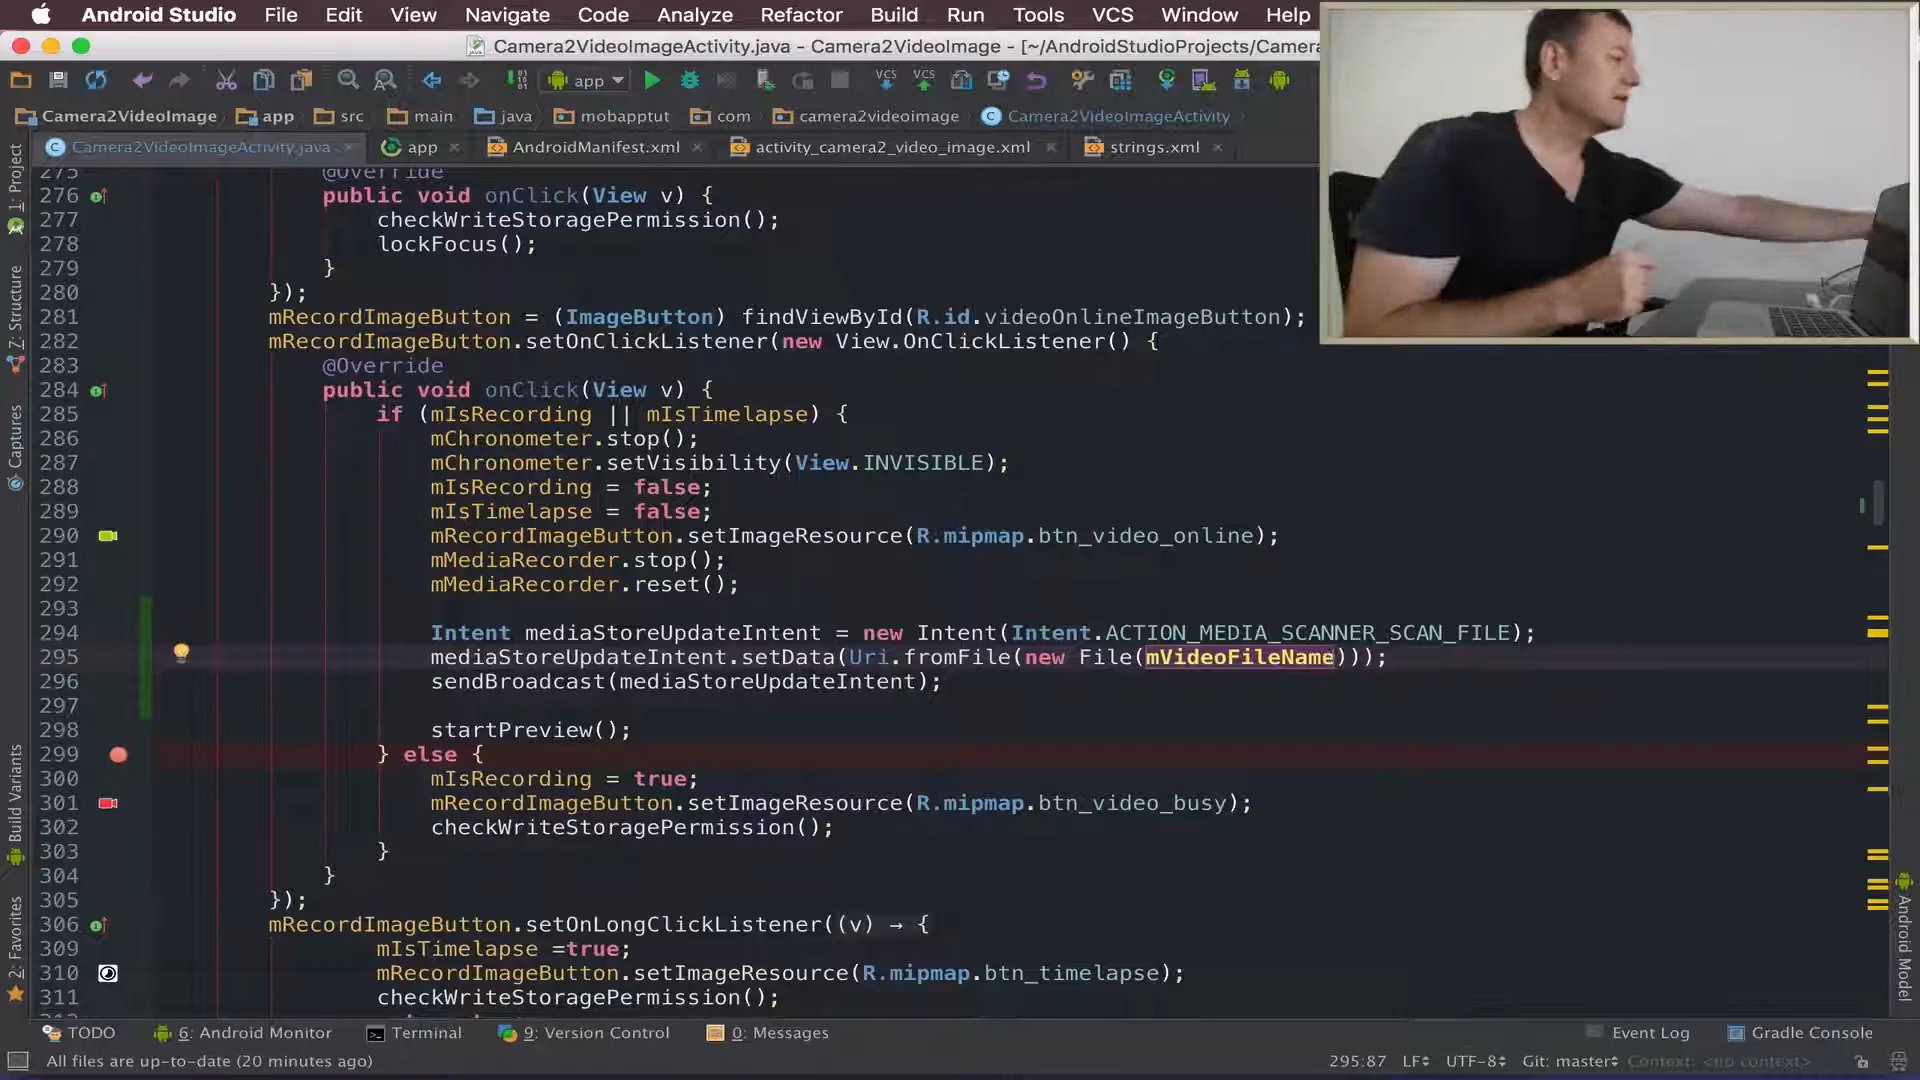 Android Studio File Edit View Navigate Code Analyze Refactor Build Run Tools VCS Window Help
Camera2VideoImageActivity.java - Camera2VideoImage - [~/AndroidStudioProjects/Camera
app VCS VCS
Camera2VideoImage app src main java mobapptut com camera2videoimage Camera2VideoImageActivity
Camera2VideoImageActivity.java app AndroidManifest.xml activity_camera2_video_image.xml strings.xml
275 @Override
276 public void onClick(View v) {
277 checkWriteStoragePermission();
278 lockFocus();
279 }
280 });
281 mRecordImageButton = (ImageButton) findViewById(R.id.videoOnlineImageButton);
282 mRecordImageButton.setOnClickListener(new View.OnClickListener() {
283 @Override
284 public void onClick(View v) {
285 if (mIsRecording || mIsTimelapse) {
286 mChronometer.stop();
287 mChronometer.setVisibility(View.INVISIBLE);
288 mIsRecording = false;
289 mIsTimelapse = false;
290 mRecordImageButton.setImageResource(R.mipmap.btn_video_online);
291 mMediaRecorder.stop();
292 mMediaRecorder.reset();
293
294 Intent mediaStoreUpdateIntent = new Intent(Intent.ACTION_MEDIA_SCANNER_SCAN_FILE);
295 mediaStoreUpdateIntent.setData(Uri.fromFile(new File(mVideoFileName)));
296 sendBroadcast(mediaStoreUpdateIntent);
297
298 startPreview();
299 } else {
300 mIsRecording = true;
301 mRecordImageButton.setImageResource(R.mipmap.btn_video_busy);
302 checkWriteStoragePermission();
303 }
304 }
305 });
306 mRecordImageButton.setOnLongClickListener((v) → {
309 mIsTimelapse =true;
310 mRecordImageButton.setImageResource(R.mipmap.btn_timelapse);
311 checkWriteStoragePermission();
1: Project
7: Structure
Captures
Build Variants
2: Favorites
Android Model
TODO 6: Android Monitor Terminal 9: Version Control 0: Messages Event Log Gradle Console
All files are up-to-date (20 minutes ago) 295:87 LF UTF-8 Git: master Context: <no context>